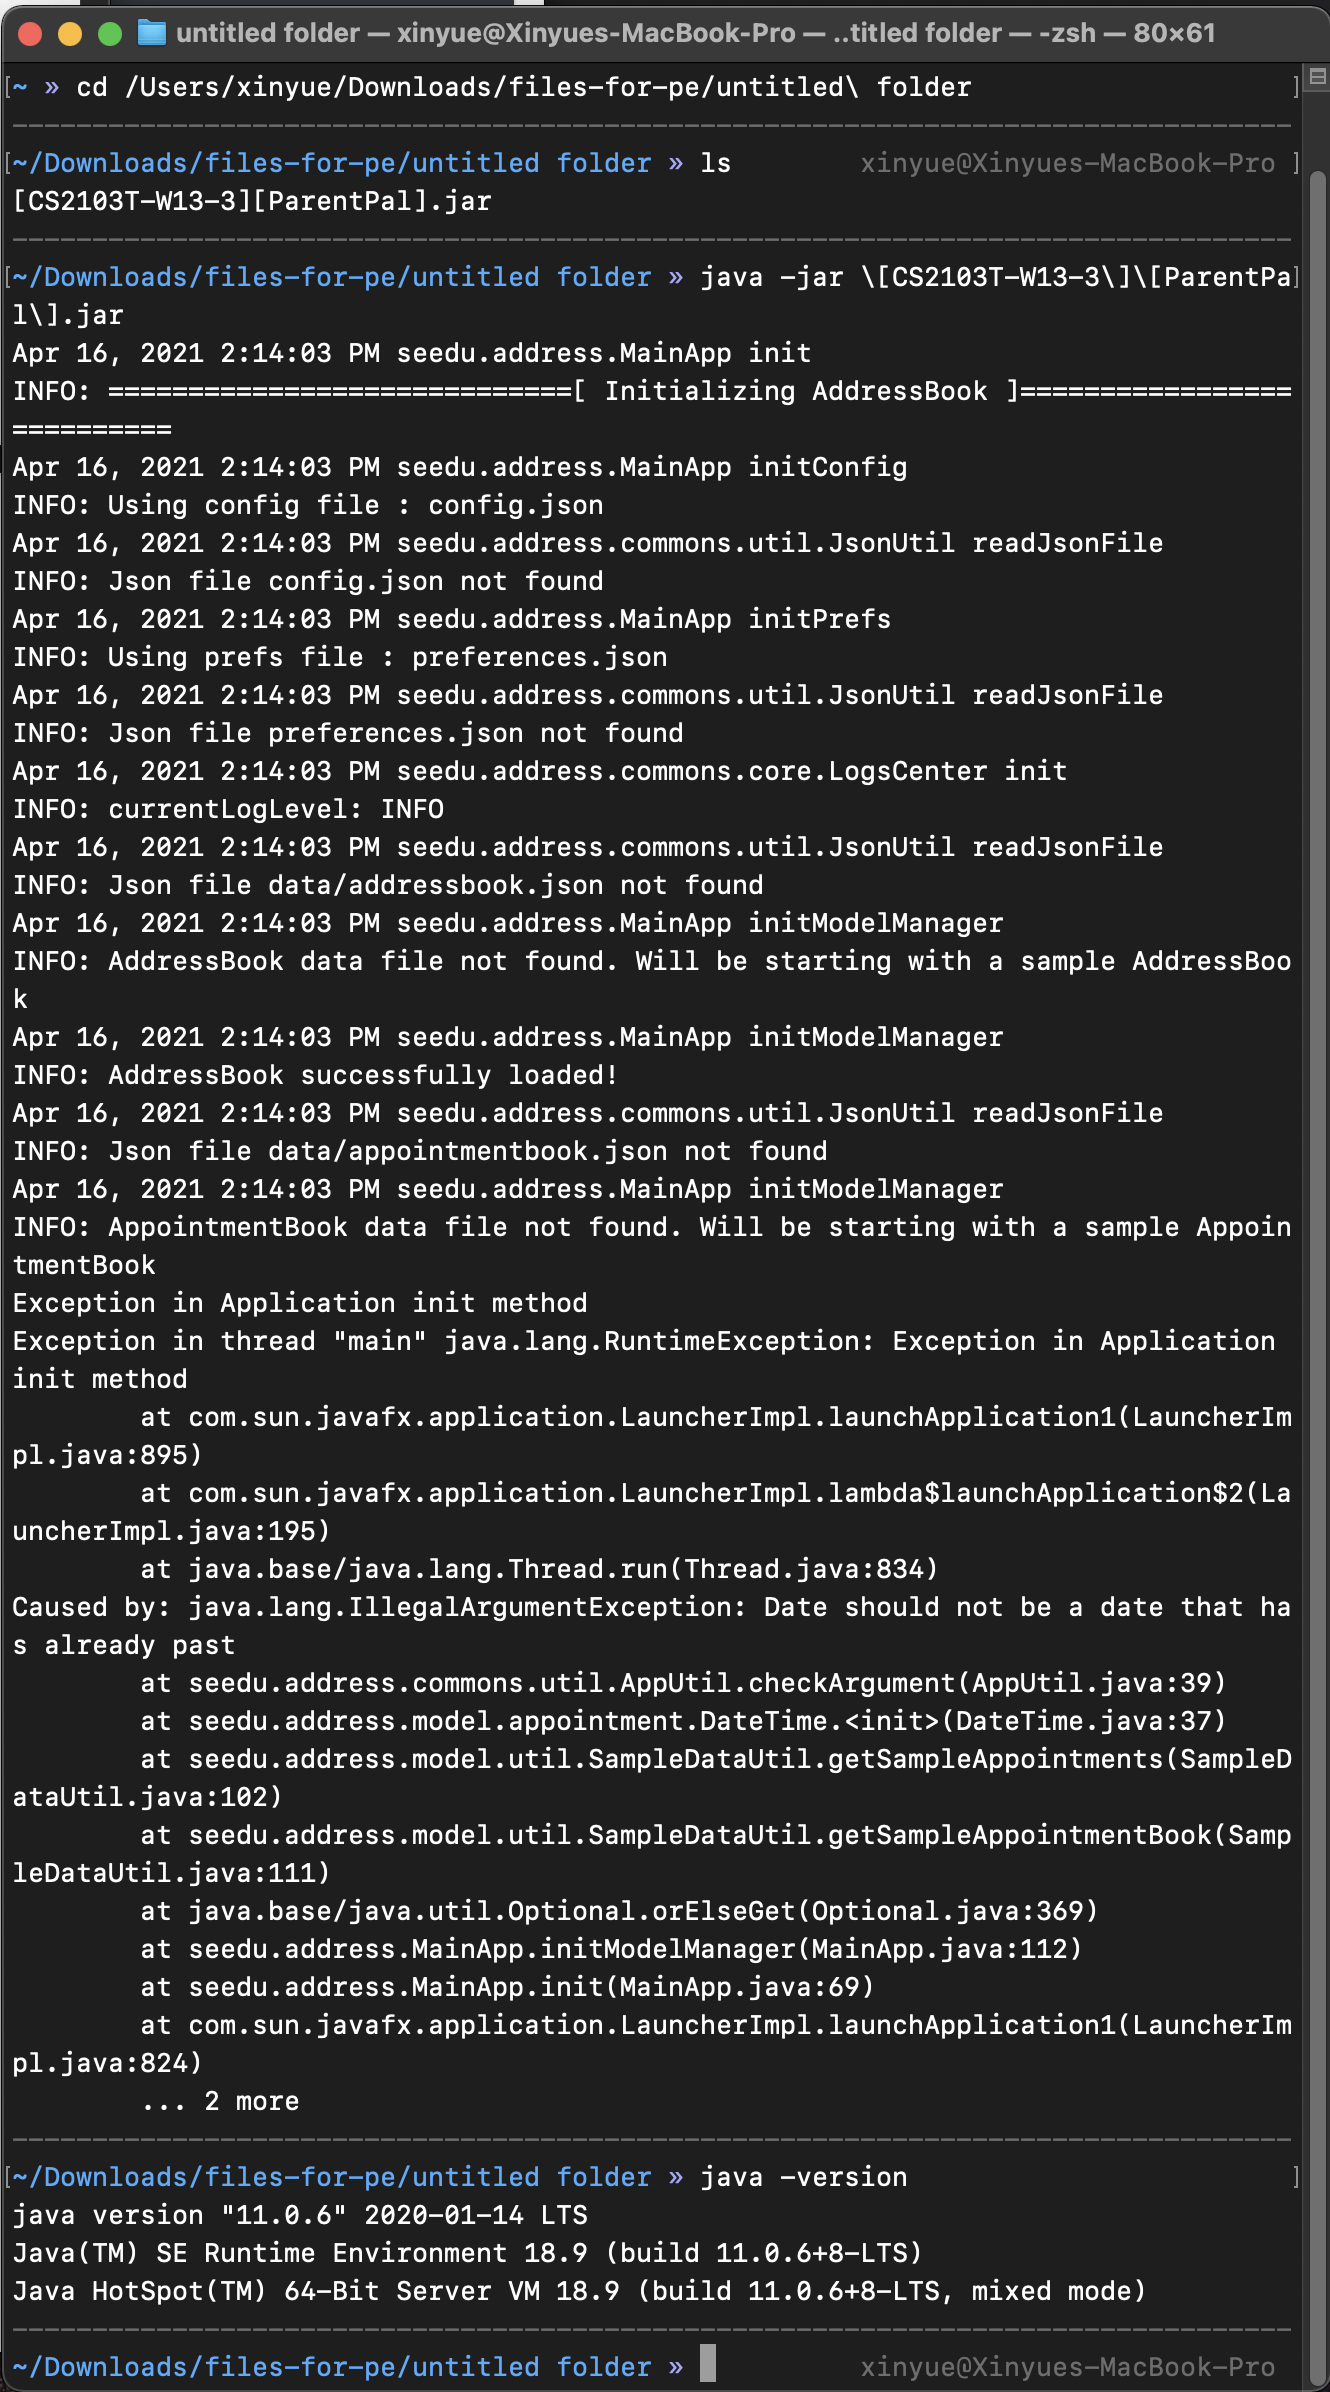 untitled folder — xinyue@Xinyues-MacBook-Pro — ..titled folder — -zsh — 80×61
[~ » cd /Users/xinyue/Downloads/files-for-pe/untitled\ folder ]
--------------------------------------------------------------------------------
[~/Downloads/files-for-pe/untitled folder » ls xinyue@Xinyues-MacBook-Pro ]
[CS2103T-W13-3][ParentPal].jar
--------------------------------------------------------------------------------
[~/Downloads/files-for-pe/untitled folder » java -jar \[CS2103T-W13-3\]\[ParentPa]
l\].jar
Apr 16, 2021 2:14:03 PM seedu.address.MainApp init
INFO: =============================[ Initializing AddressBook ]=================
==========
Apr 16, 2021 2:14:03 PM seedu.address.MainApp initConfig
INFO: Using config file : config.json
Apr 16, 2021 2:14:03 PM seedu.address.commons.util.JsonUtil readJsonFile
INFO: Json file config.json not found
Apr 16, 2021 2:14:03 PM seedu.address.MainApp initPrefs
INFO: Using prefs file : preferences.json
Apr 16, 2021 2:14:03 PM seedu.address.commons.util.JsonUtil readJsonFile
INFO: Json file preferences.json not found
Apr 16, 2021 2:14:03 PM seedu.address.commons.core.LogsCenter init
INFO: currentLogLevel: INFO
Apr 16, 2021 2:14:03 PM seedu.address.commons.util.JsonUtil readJsonFile
INFO: Json file data/addressbook.json not found
Apr 16, 2021 2:14:03 PM seedu.address.MainApp initModelManager
INFO: AddressBook data file not found. Will be starting with a sample AddressBoo
k
Apr 16, 2021 2:14:03 PM seedu.address.MainApp initModelManager
INFO: AddressBook successfully loaded!
Apr 16, 2021 2:14:03 PM seedu.address.commons.util.JsonUtil readJsonFile
INFO: Json file data/appointmentbook.json not found
Apr 16, 2021 2:14:03 PM seedu.address.MainApp initModelManager
INFO: AppointmentBook data file not found. Will be starting with a sample Appoin
tmentBook
Exception in Application init method
Exception in thread "main" java.lang.RuntimeException: Exception in Application
init method
        at com.sun.javafx.application.LauncherImpl.launchApplication1(LauncherIm
pl.java:895)
        at com.sun.javafx.application.LauncherImpl.lambda$launchApplication$2(La
uncherImpl.java:195)
        at java.base/java.lang.Thread.run(Thread.java:834)
Caused by: java.lang.IllegalArgumentException: Date should not be a date that ha
s already past
        at seedu.address.commons.util.AppUtil.checkArgument(AppUtil.java:39)
        at seedu.address.model.appointment.DateTime.<init>(DateTime.java:37)
        at seedu.address.model.util.SampleDataUtil.getSampleAppointments(SampleD
ataUtil.java:102)
        at seedu.address.model.util.SampleDataUtil.getSampleAppointmentBook(Samp
leDataUtil.java:111)
        at java.base/java.util.Optional.orElseGet(Optional.java:369)
        at seedu.address.MainApp.initModelManager(MainApp.java:112)
        at seedu.address.MainApp.init(MainApp.java:69)
        at com.sun.javafx.application.LauncherImpl.launchApplication1(LauncherIm
pl.java:824)
        ... 2 more
--------------------------------------------------------------------------------
[~/Downloads/files-for-pe/untitled folder » java -version ]
java version "11.0.6" 2020-01-14 LTS
Java(TM) SE Runtime Environment 18.9 (build 11.0.6+8-LTS)
Java HotSpot(TM) 64-Bit Server VM 18.9 (build 11.0.6+8-LTS, mixed mode)
--------------------------------------------------------------------------------
~/Downloads/files-for-pe/untitled folder » xinyue@Xinyues-MacBook-Pro